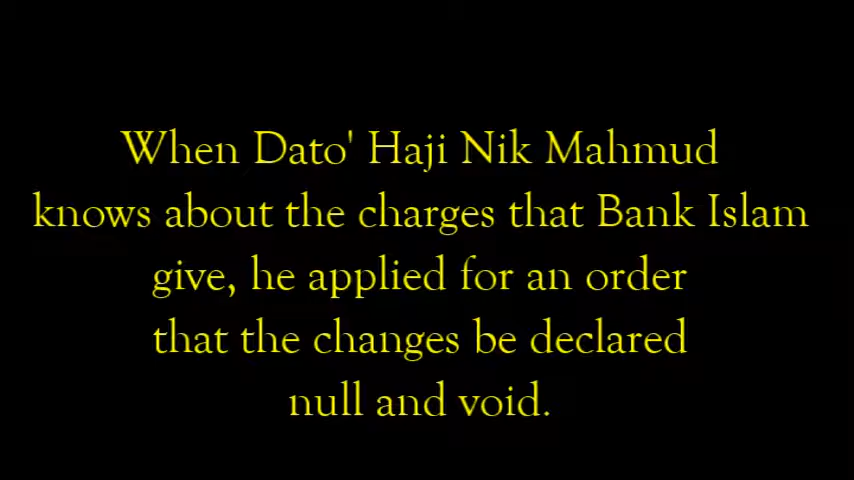 When Dato' Haji Nik Mahmud
knows about the charges that Bank Islam
give, he applied for an order
that the changes be declared
null and void.